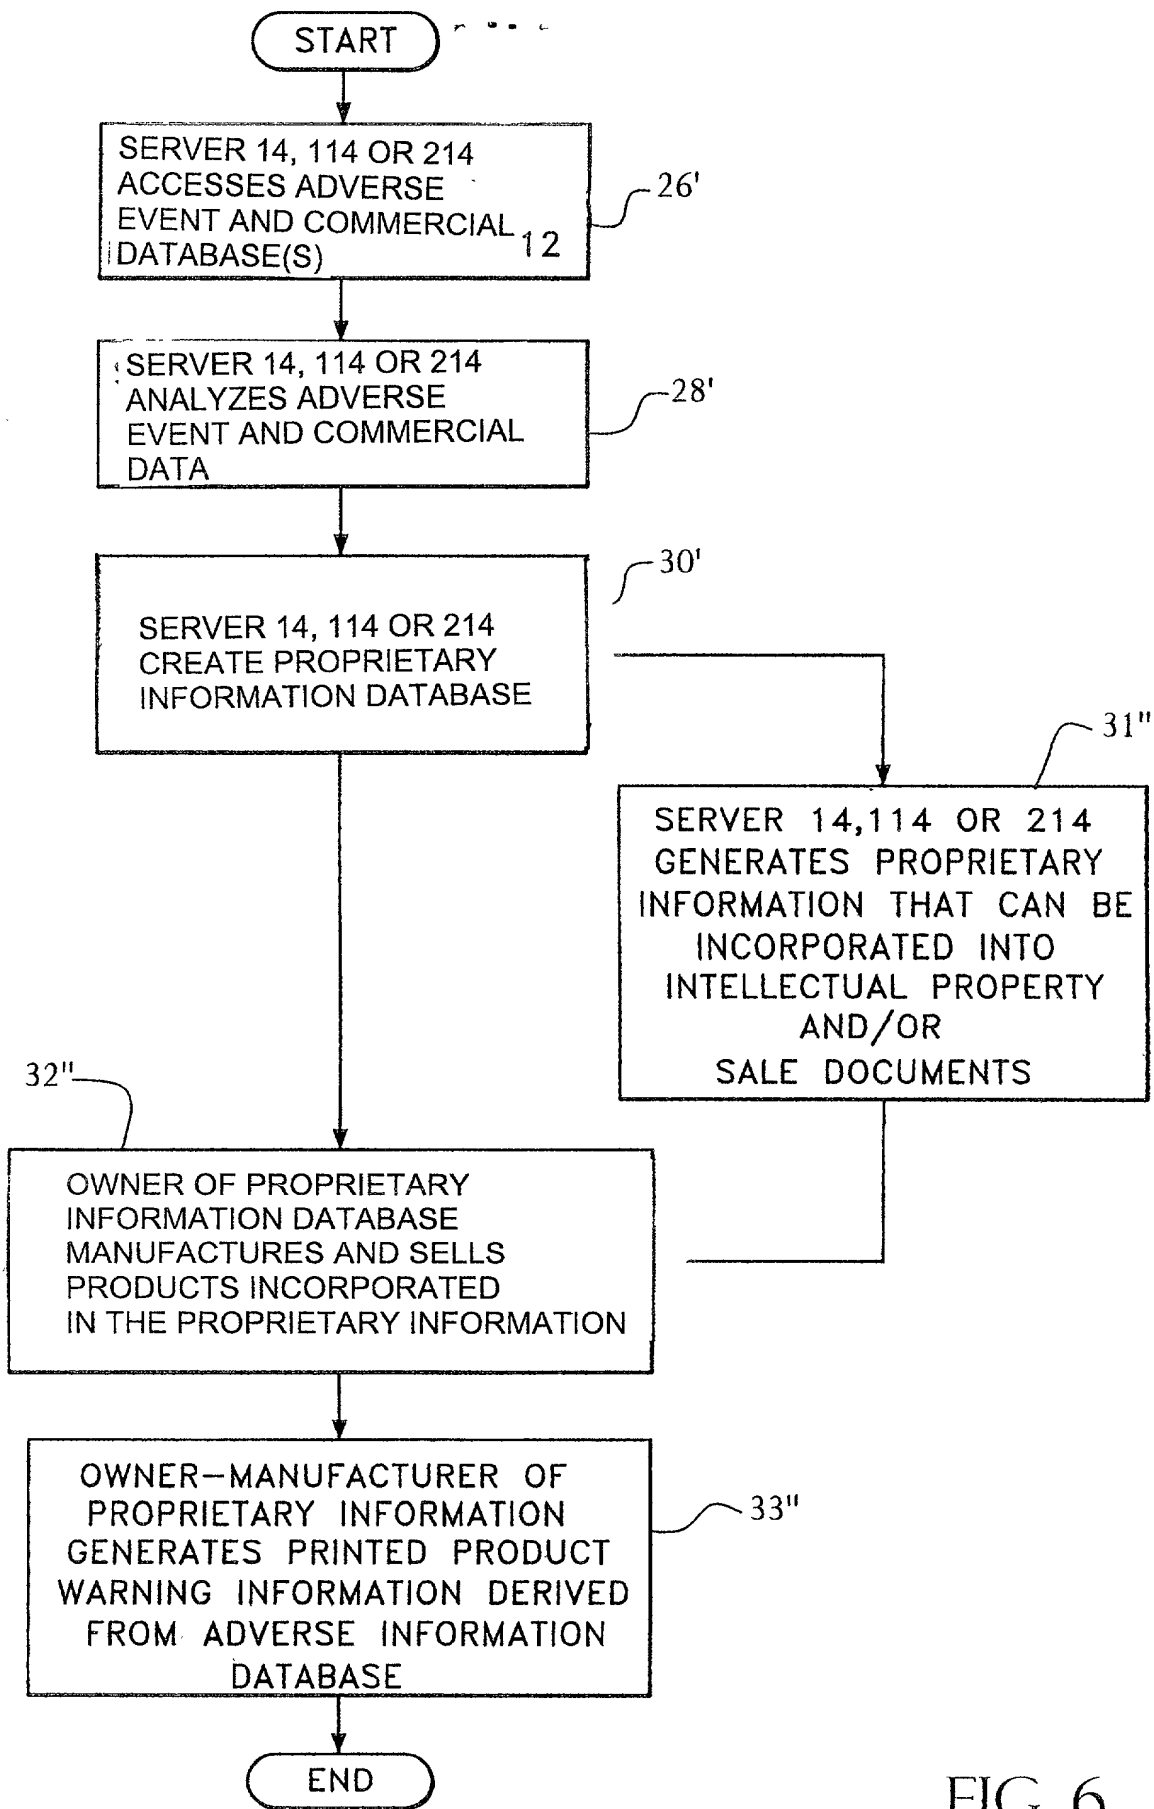 START
SERVER 14, 114 OR 214
ACCESSES ADVERSE
EVENT AND COMMERCIAL
DATABASE(S) 12
26'
SERVER 14, 114 OR 214
ANALYZES ADVERSE
EVENT AND COMMERCIAL
DATA
28'
SERVER 14, 114 OR 214
CREATE PROPRIETARY
INFORMATION DATABASE
30'
31"
SERVER 14,114 OR 214
GENERATES PROPRIETARY
INFORMATION THAT CAN BE
INCORPORATED INTO
INTELLECTUAL PROPERTY
AND/OR
SALE DOCUMENTS
32"
OWNER OF PROPRIETARY
INFORMATION DATABASE
MANUFACTURES AND SELLS
PRODUCTS INCORPORATED
IN THE PROPRIETARY INFORMATION
OWNER-MANUFACTURER OF
PROPRIETARY INFORMATION
GENERATES PRINTED PRODUCT
WARNING INFORMATION DERIVED
FROM ADVERSE INFORMATION
DATABASE
33"
END
FIG. 6